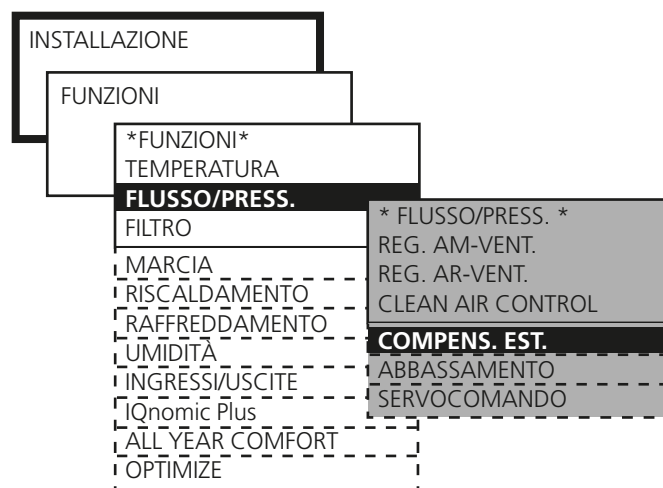 INSTALLAZIONE
FUNZIONI
*FUNZIONI*
TEMPERATURA
FLUSSO/PRESS.
FILTRO
MARCIA
RISCALDAMENTO
RAFFREDDAMENTO
UMIDITÀ
INGRESSI/USCITE
IQnomic Plus
ALL YEAR COMFORT
OPTIMIZE
* FLUSSO/PRESS. *
REG. AM-VENT.
REG. AR-VENT.
CLEAN AIR CONTROL
COMPENS. EST.
ABBASSAMENTO
SERVOCOMANDO